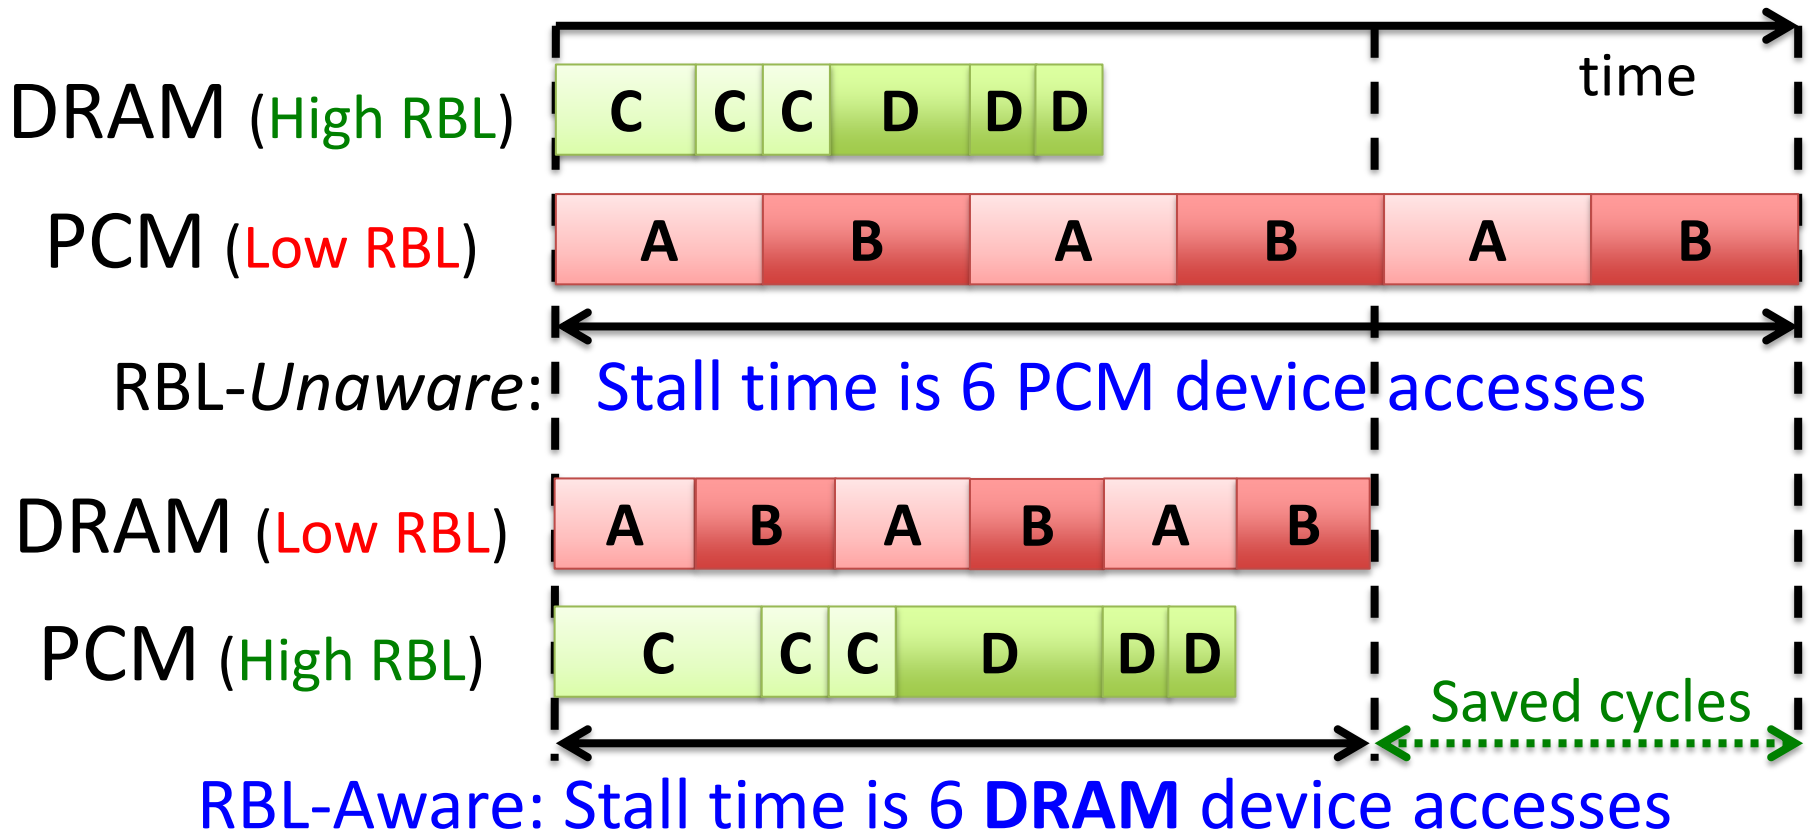 time
DRAM (High RBL) C C C D D D
PCM (Low RBL) A B A B A B
RBL-Unaware: Stall time is 6 PCM device accesses
DRAM (Low RBL) A B A B A B
PCM (High RBL) C C C D D D
Saved cycles
RBL-Aware: Stall time is 6 DRAM device accesses